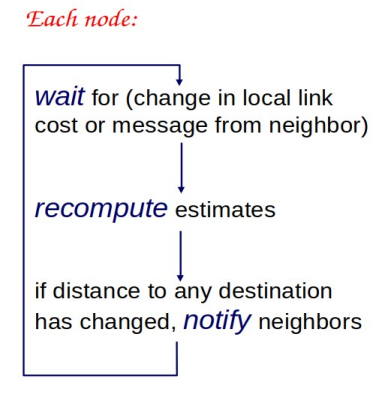 Each node:
wait for (change in local link
cost or message from neighbor)
recompute estimates
if distance to any destination
has changed, notify neighbors